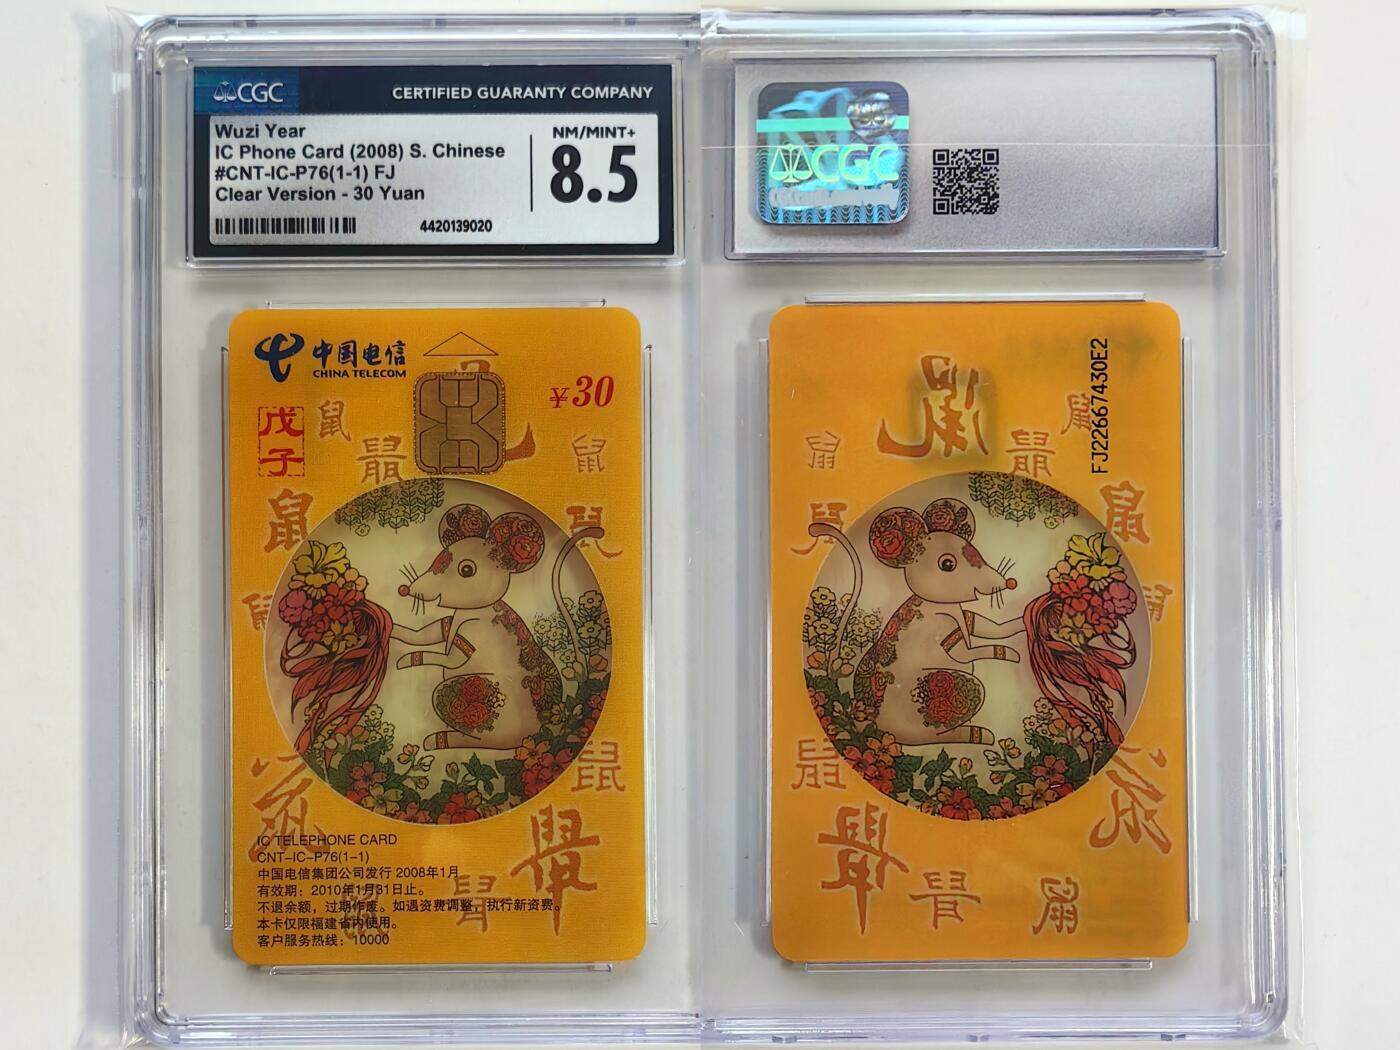 CGC
CERTIFIED GUARANTY COMPANY
Wuzi Year
IC Phone Card (2008) S. Chinese
#CNT-IC-P76(1-1) FJ
Clear Version - 30 Yuan
NM/MINT+
8.5
4420139020
CGC
中国电信
CHINA TELECOM
¥30
戊子
鼠
IC TELEPHONE CARD
CNT-IC-P76(1-1)
中国电信集团公司发行 2008年1月
有效期：2010年1月31日止。
不退余额，过期作废。如遇资费调整，执行新资费。
本卡仅限福建省内使用。
客户服务热线：10000
FJ22667430E2